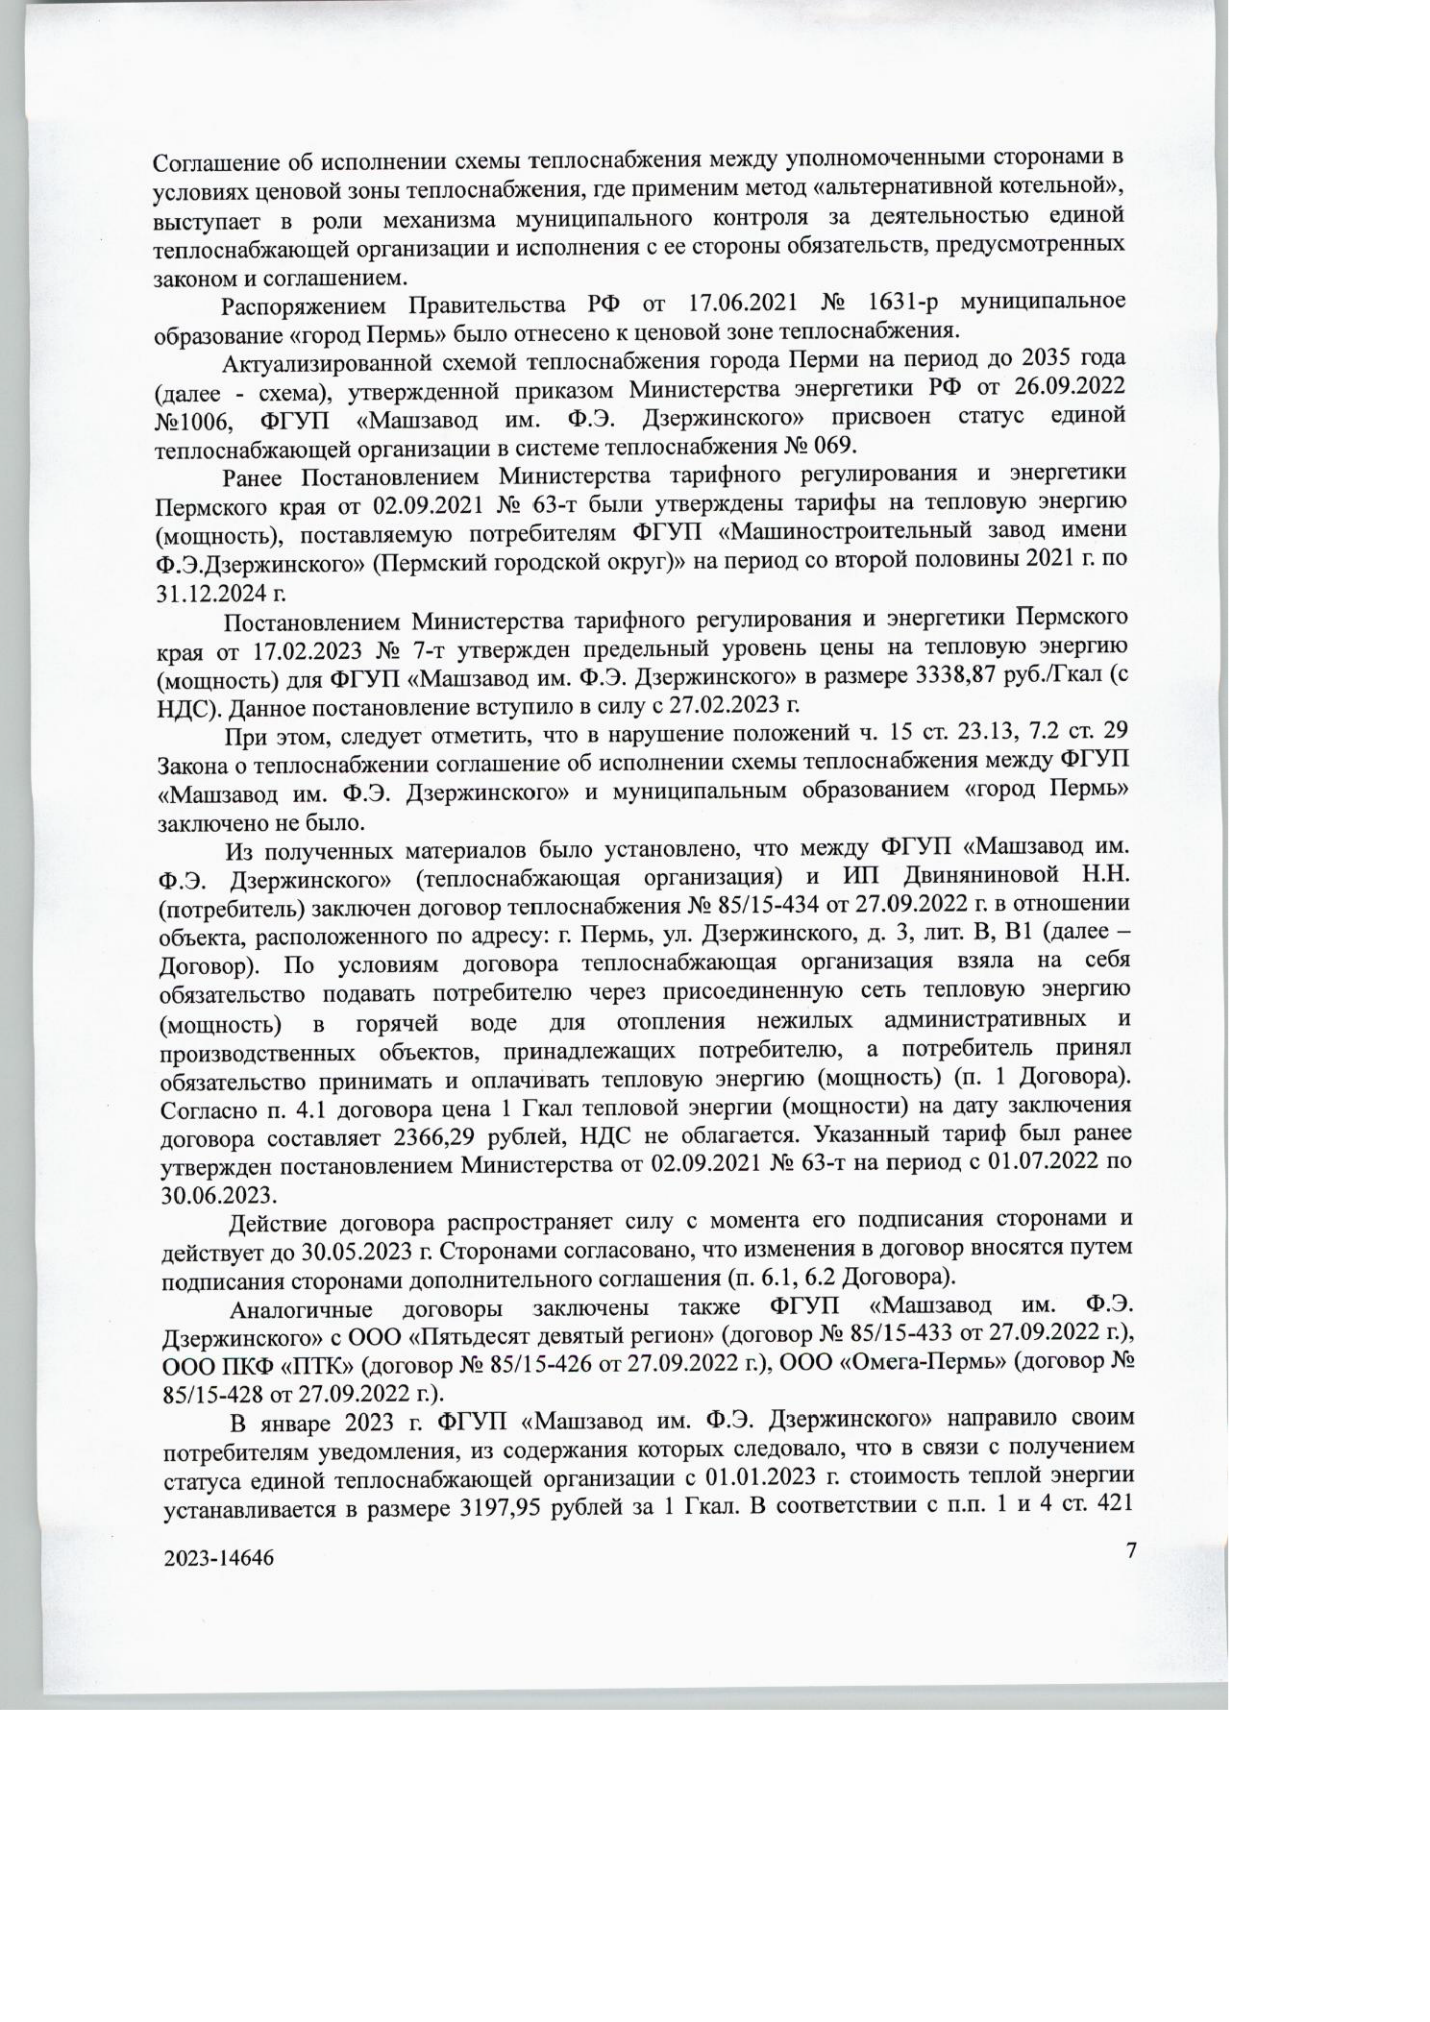 Соглашение об исполнении схемы теплоснабжения между уполномоченными сторонами в
условиях ценовой зоны теплоснабжения, где применим метод «альтернативной котельной»,
выступает в роли механизма муниципального контроля за деятельностью единой
теплоснабжающей организации и исполнения с ее стороны обязательств, предусмотренных
законом и соглашением.
Распоряжением Правительства РФ от 17.06.2021 № 1631-р муниципальное
образование «город Пермь» было отнесено к ценовой зоне теплоснабжения.
Актуализированной схемой теплоснабжения города Перми на период до 2035 года
(далее - схема), утвержденной приказом Министерства энергетики РФ от 26.09.2022
№1006, ФГУП «Машзавод им. Ф.Э. Дзержинского» присвоен статус единой
теплоснабжающей организации в системе теплоснабжения № 069.
Ранее Постановлением Министерства тарифного регулирования и энергетики
Пермского края от 02.09.2021 № 63-т были утверждены тарифы на тепловую энергию
(мощность), поставляемую потребителям ФГУП «Машиностроительный завод имени
Ф.Э.Дзержинского» (Пермский городской округ)» на период со второй половины 2021 г. по
31.12.2024 г.
Постановлением Министерства тарифного регулирования и энергетики Пермского
края от 17.02.2023 № 7-т утвержден предельный уровень цены на тепловую энергию
(мощность) для ФГУП «Машзавод им. Ф.Э. Дзержинского» в размере 3338,87 руб./Гкал (с
НДС). Данное постановление вступило в силу с 27.02.2023 г.
При этом, следует отметить, что в нарушение положений ч. 15 ст. 23.13, 7.2 ст. 29
Закона о теплоснабжении соглашение об исполнении схемы теплоснабжения между ФГУП
«Машзавод им. Ф.Э. Дзержинского» и муниципальным образованием «город Пермь»
заключено не было.
Из полученных материалов было установлено, что между ФГУП «Машзавод им.
Ф.Э. Дзержинского» (теплоснабжающая организация) и ИП Двиняниновой Н.Н.
(потребитель) заключен договор теплоснабжения № 85/15-434 от 27.09.2022 г. в отношении
объекта, расположенного по адресу: г. Пермь, ул. Дзержинского, д. 3, лит. В, В1 (далее –
Договор). По условиям договора теплоснабжающая организация взяла на себя
обязательство подавать потребителю через присоединенную сеть тепловую энергию
(мощность) в горячей воде для отопления нежилых административных и
производственных объектов, принадлежащих потребителю, а потребитель принял
обязательство принимать и оплачивать тепловую энергию (мощность) (п. 1 Договора).
Согласно п. 4.1 договора цена 1 Гкал тепловой энергии (мощности) на дату заключения
договора составляет 2366,29 рублей, НДС не облагается. Указанный тариф был ранее
утвержден постановлением Министерства от 02.09.2021 № 63-т на период с 01.07.2022 по
30.06.2023.
Действие договора распространяет силу с момента его подписания сторонами и
действует до 30.05.2023 г. Сторонами согласовано, что изменения в договор вносятся путем
подписания сторонами дополнительного соглашения (п. 6.1, 6.2 Договора).
Аналогичные договоры заключены также ФГУП «Машзавод им. Ф.Э.
Дзержинского» с ООО «Пятьдесят девятый регион» (договор № 85/15-433 от 27.09.2022 г.),
ООО ПКФ «ПТК» (договор № 85/15-426 от 27.09.2022 г.), ООО «Омега-Пермь» (договор №
85/15-428 от 27.09.2022 г.).
В январе 2023 г. ФГУП «Машзавод им. Ф.Э. Дзержинского» направило своим
потребителям уведомления, из содержания которых следовало, что в связи с получением
статуса единой теплоснабжающей организации с 01.01.2023 г. стоимость теплой энергии
устанавливается в размере 3197,95 рублей за 1 Гкал. В соответствии с п.п. 1 и 4 ст. 421
2023-14646
7